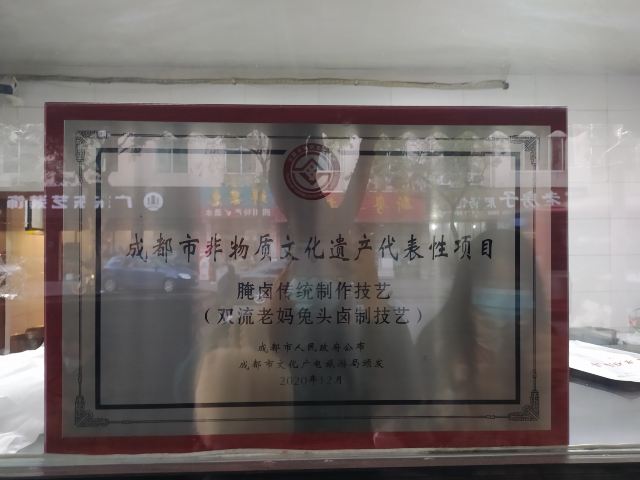 成都市非物质文化遗产代表性项目
腌卤传统制作技艺
（双流老妈兔头卤制技艺）
成都市人民政府公布
成都市文化广电旅游局颁发
2020年12月